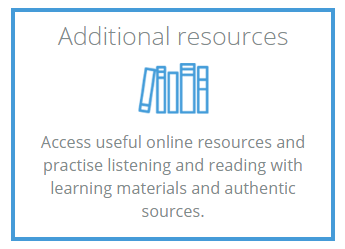 Additional resources
Access useful online resources and
practise listening and reading with
learning materials and authentic
sources.